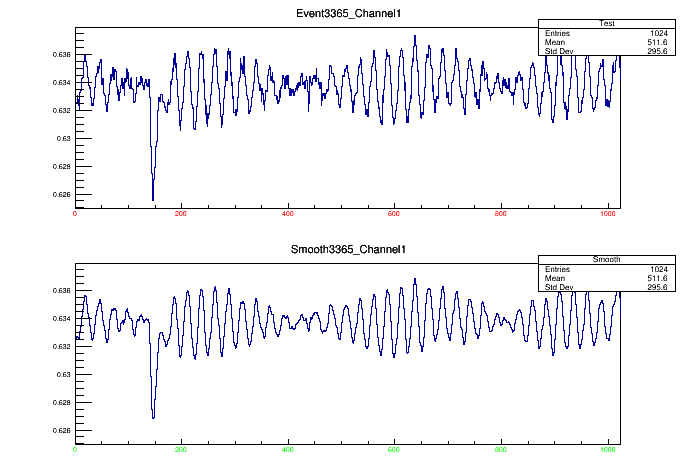 Event3365_Channel1
Test
Entries 1024
Mean 511.6
Std Dev 295.6
0.636
0.634
0.632
0.63
0.628
0.626
0 200 400 600 800 1000
Smooth3365_Channel1
Smooth
Entries 1024
Mean 511.6
Std Dev 295.6
0.636
0.634
0.632
0.63
0.628
0.626
0 200 400 600 800 1000